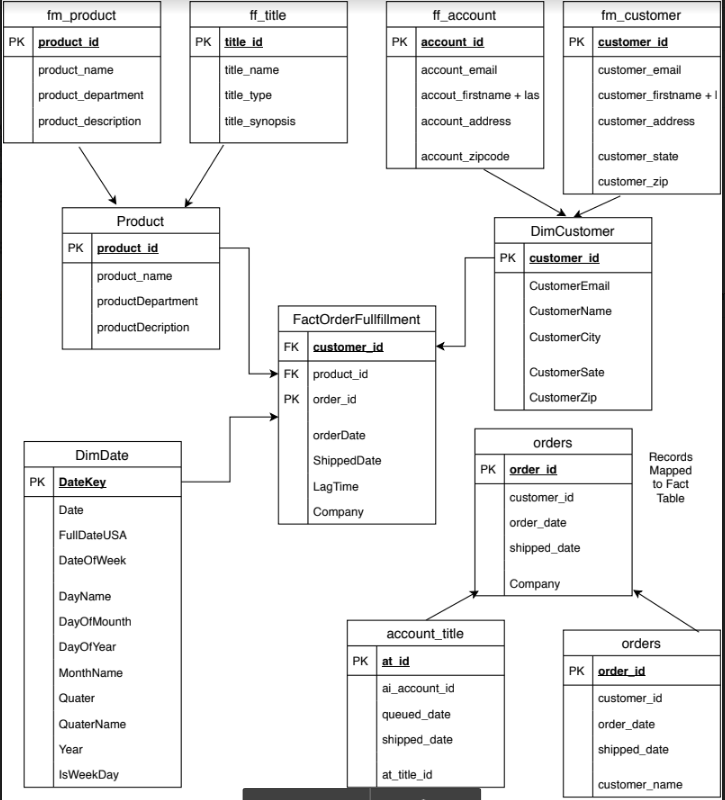 fm_product
PK product_id
product_name
product_department
product_description
ff_title
PK title_id
title_name
title_type
title_synopsis
ff_account
PK account_id
account_email
accout_firstname + las
account_address
account_zipcode
fm_customer
PK customer_id
customer_email
customer_firstname + l
customer_address
customer_state
customer_zip
Product
PK product_id
product_name
productDepartment
productDecription
DimCustomer
PK customer_id
CustomerEmail
CustomerName
CustomerCity
CustomerSate
CustomerZip
FactOrderFullfillment
FK customer_id
FK product_id
PK order_id
orderDate
ShippedDate
LagTime
Company
DimDate
PK DateKey
Date
FullDateUSA
DateOfWeek
DayName
DayOfMounth
DayOfYear
MonthName
Quater
QuaterName
Year
IsWeekDay
orders
PK order_id
customer_id
order_date
shipped_date
Company
Records
Mapped
to Fact
Table
account_title
PK at_id
ai_account_id
queued_date
shipped_date
at_title_id
orders
PK order_id
customer_id
order_date
shipped_date
customer_name